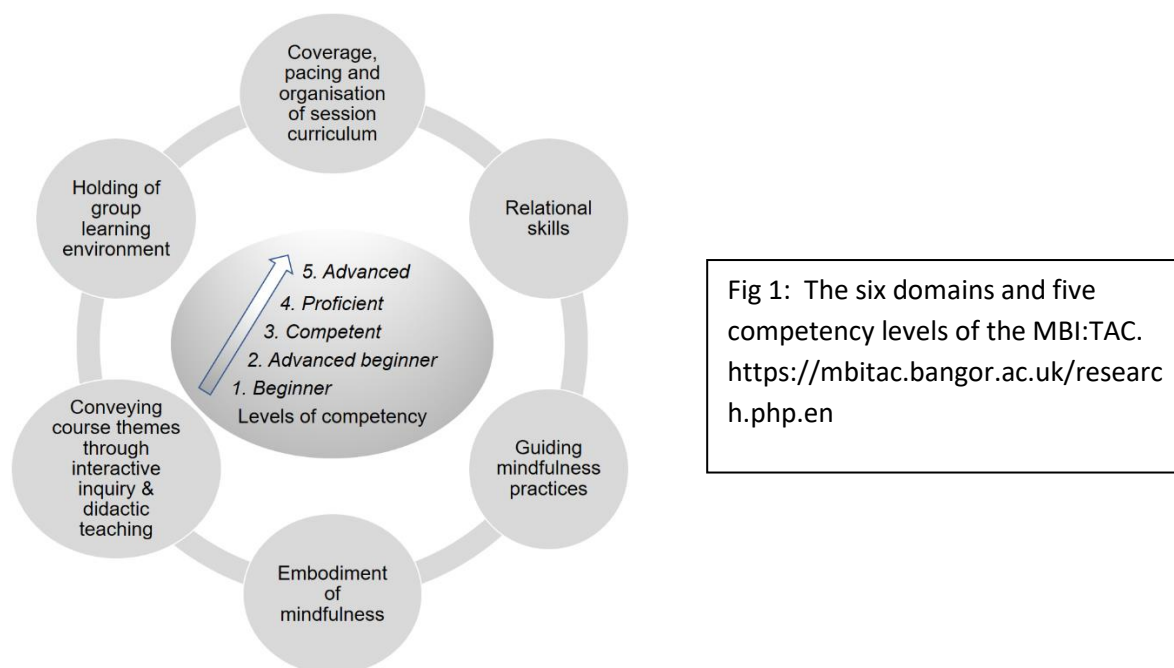 Coverage,
pacing and
organisation
of session
curriculum
Holding of
group
learning
environment
Relational
skills
5. Advanced
4. Proficient
3. Competent
2. Advanced beginner
1. Beginner
Levels of competency
Conveying
course themes
through
interactive
inquiry &
didactic
teaching
Guiding
mindfulness
practices
Embodiment
of
mindfulness
Fig 1:  The six domains and five
competency levels of the MBI:TAC.
https://mbitac.bangor.ac.uk/researc
h.php.en